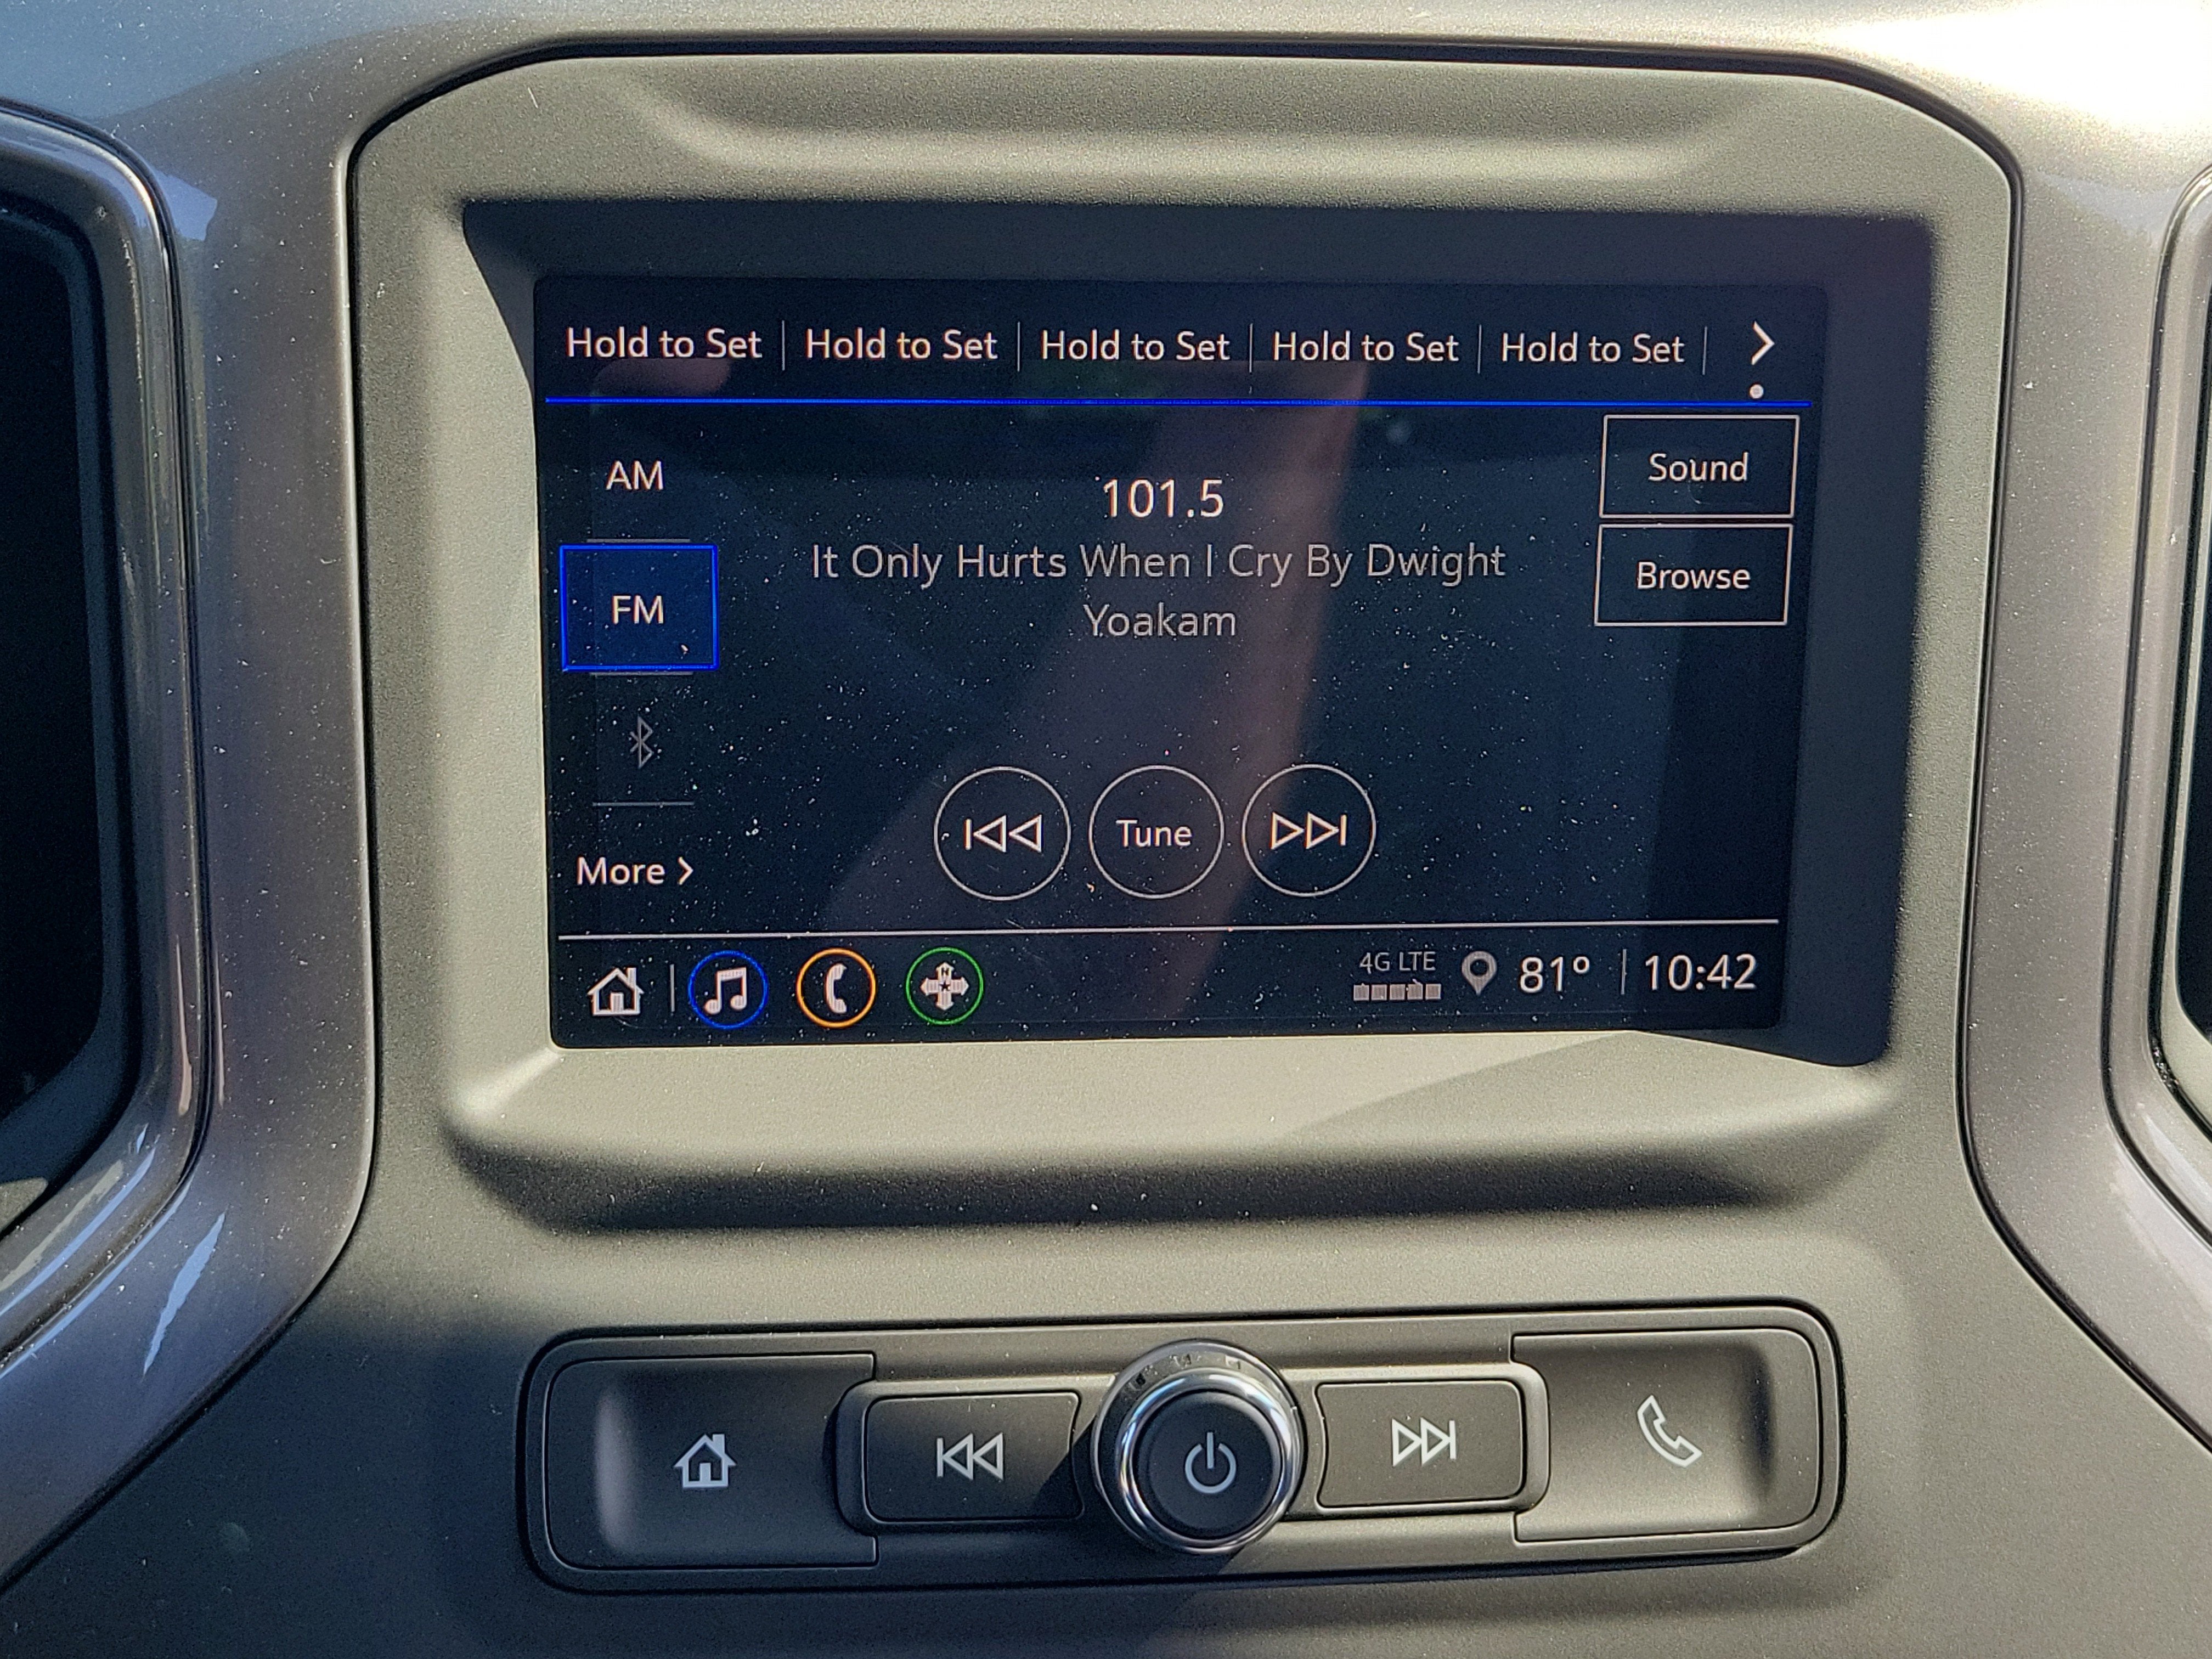 Hold to Set Hold to Set Hold to Set Hold to Set Hold to Set
AM
Sound
101.5
It Only Hurts When I Cry By Dwight
Yoakam
Browse
FM
Tune
More
4G LTE
81° 10:42